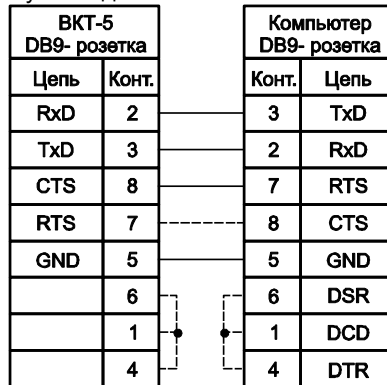 ВКТ-5 Компьютер
DB9- розетка DB9- розетка
Цепь Конт. Конт. Цепь
RxD 2 3 TxD
TxD 3 2 RxD
CTS 8 7 RTS
RTS 7 8 CTS
GND 5 5 GND
6 6 DSR
1 1 DCD
4 4 DTR